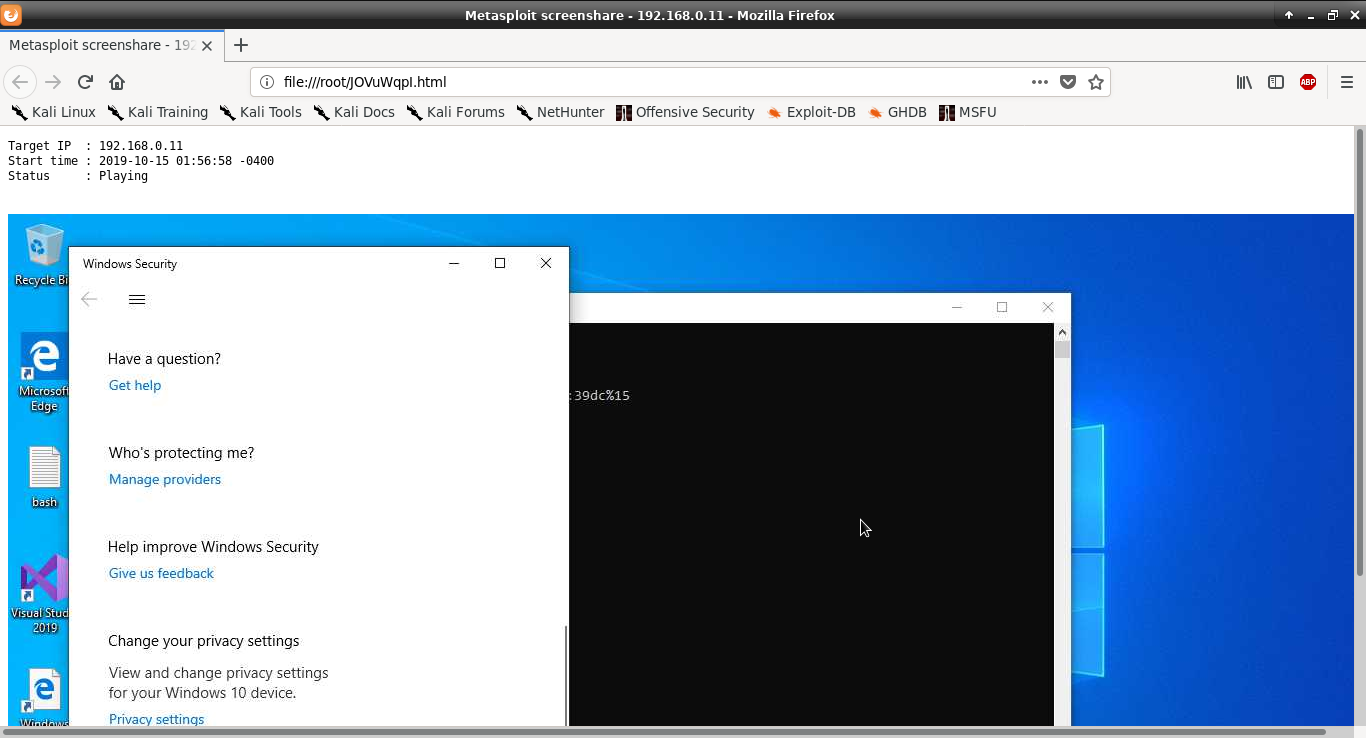 Metasploit screenshare - 192.168.0.11 - Mozilla Firefox
Metasploit screenshare - 192
file:///root/JOVuWqpI.html
ABP
Kali Linux Kali Training Kali Tools Kali Docs Kali Forums NetHunter Offensive Security Exploit-DB GHDB MSFU
Target IP : 192.168.0.11
Start time : 2019-10-15 01:56:58 -0400
Status : Playing
Recycle Bi
Microsoft
Edge
bash
Visual Stud
2019
Windows
Windows Security
Have a question?
Get help
Who's protecting me?
Manage providers
Help improve Windows Security
Give us feedback
Change your privacy settings
View and change privacy settings
for your Windows 10 device.
Privacy settings
:39dc%15